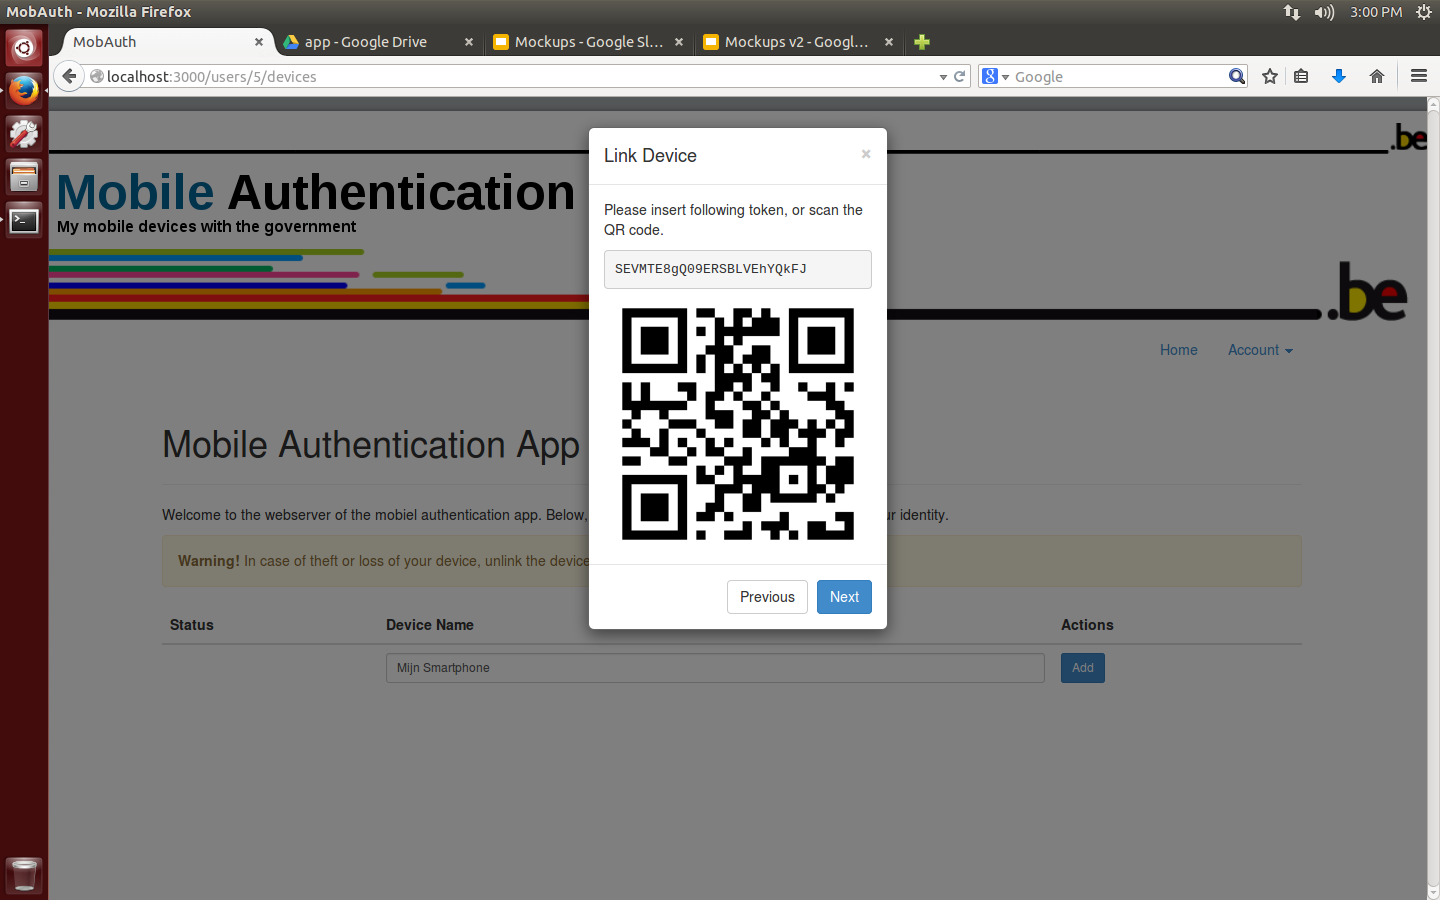 MobAuth - Mozilla Firefox
3:00 PM
MobAuth
app - Google Drive
Mockups - Google Sl...
Mockups v2 - Googl...
localhost:3000/users/5/devices
Google
.be
Mobile Authentication
My mobile devices with the government
.be
Home
Account
Mobile Authentication App
Welcome to the webserver of the mobiel authentication app. Below,
identity.
Warning! In case of theft or loss of your device, unlink the device
Status
Device Name
Actions
Mijn Smartphone
Add
Link Device
×
Please insert following token, or scan the
QR code.
SEVMTE8gQ09ERSBLVEhYQkFJ
Previous
Next